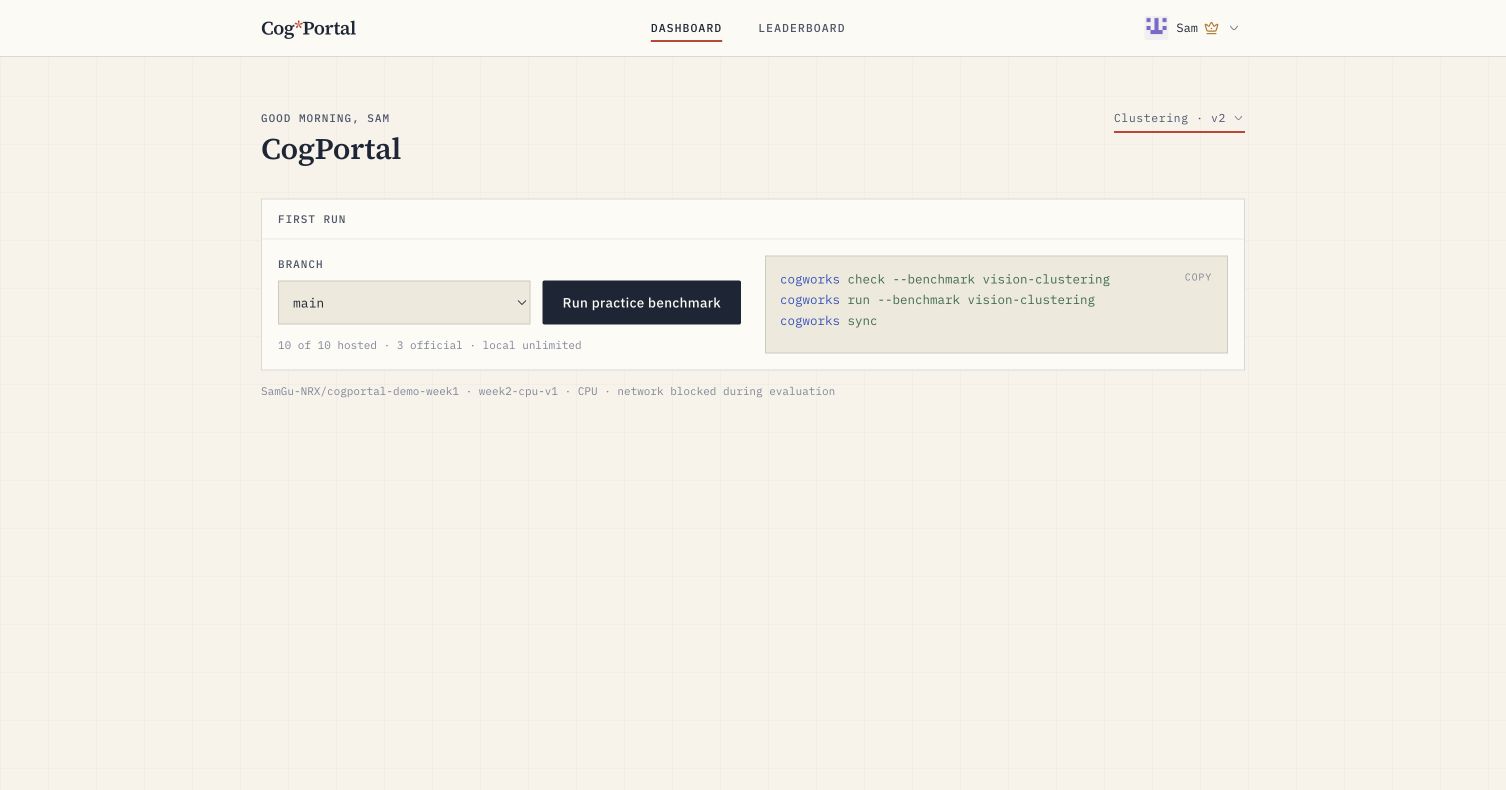 Cog*Portal
DASHBOARD
LEADERBOARD
Sam
GOOD MORNING, SAM
CogPortal
Clustering · v2
FIRST RUN
BRANCH
main
Run practice benchmark
10 of 10 hosted · 3 official · local unlimited
cogworks check --benchmark vision-clustering
COPY
cogworks run --benchmark vision-clustering
cogworks sync
SamGu-NRX/cogportal-demo-week1 · week2-cpu-v1 · CPU · network blocked during evaluation